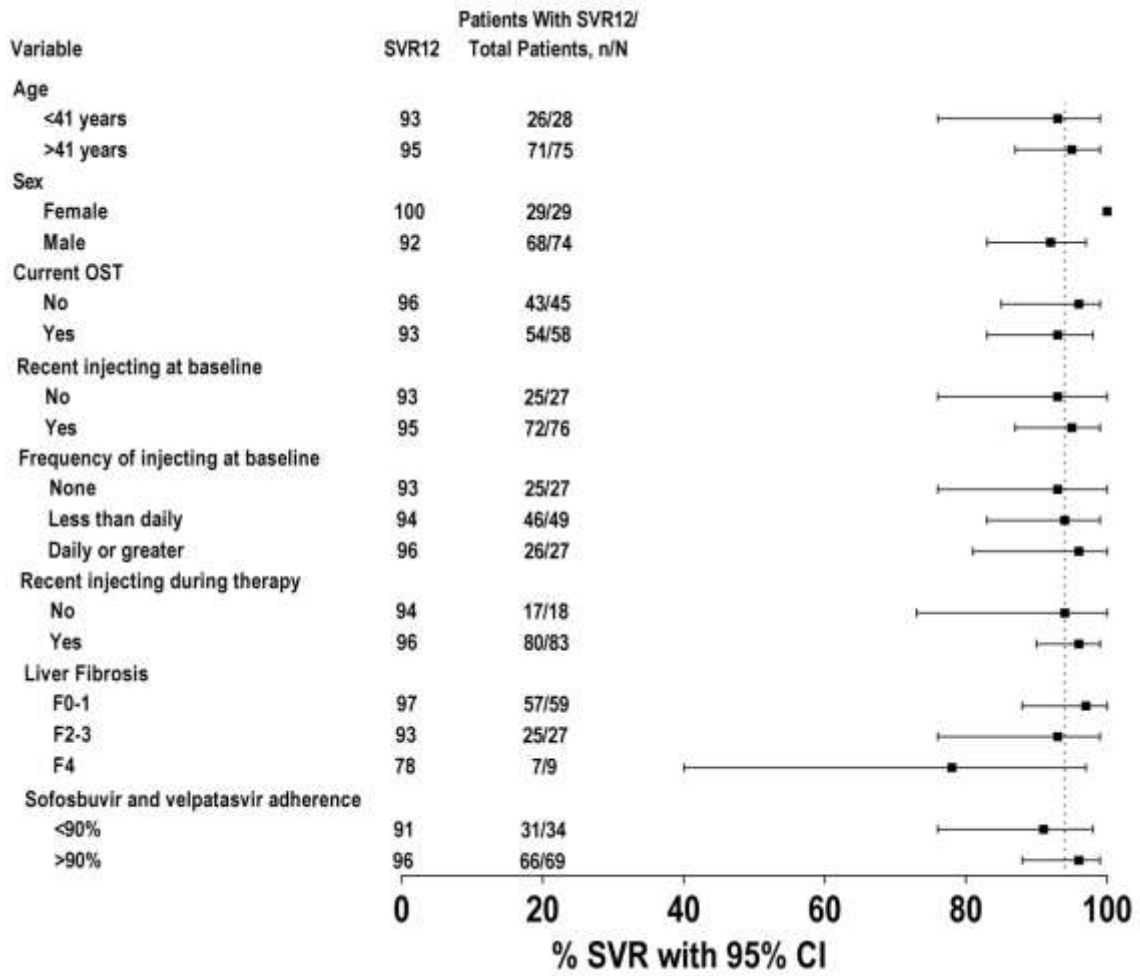 Patients With SVR12/
Variable SVR12 Total Patients, n/N
Age
<41 years 93 26/28
>41 years 95 71/75
Sex
Female 100 29/29
Male 92 68/74
Current OST
No 96 43/45
Yes 93 54/58
Recent injecting at baseline
No 93 25/27
Yes 95 72/76
Frequency of injecting at baseline
None 93 25/27
Less than daily 94 46/49
Daily or greater 96 26/27
Recent injecting during therapy
No 94 17/18
Yes 96 80/83
Liver Fibrosis
F0-1 97 57/59
F2-3 93 25/27
F4 78 7/9
Sofosbuvir and velpatasvir adherence
<90% 91 31/34
>90% 96 66/69
0 20 40 60 80 100
% SVR with 95% CI